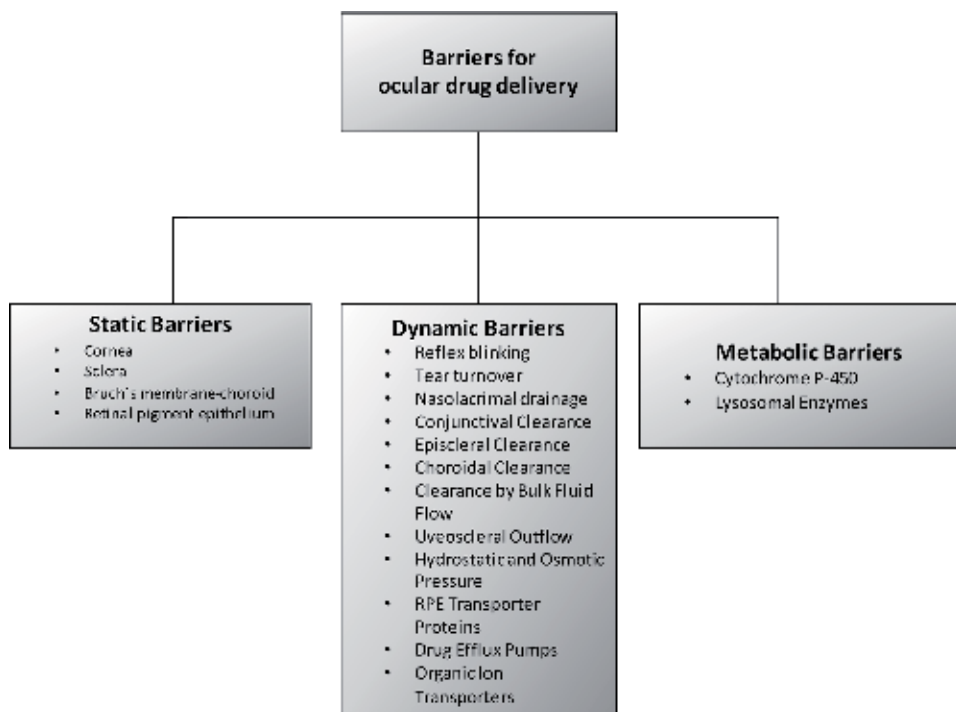 Barriers for
ocular drug delivery
Static Barriers
• Cornea
• Sclera
• Bruch's membrane-choroid
• Retinal pigment epithelium
Dynamic Barriers
• Reflex blinking
• Tear turnover
• Nasolacrimal drainage
• Conjunctival Clearance
• Episcleral Clearance
• Choroidal Clearance
• Clearance by Bulk Fluid
Flow
• Uveoscleral Outflow
• Hydrostatic and Osmotic
Pressure
• RPE Transporter
Proteins
• Drug Efflux Pumps
• Organic Ion
Transporters
Metabolic Barriers
• Cytochrome P-450
• Lysosomal Enzymes